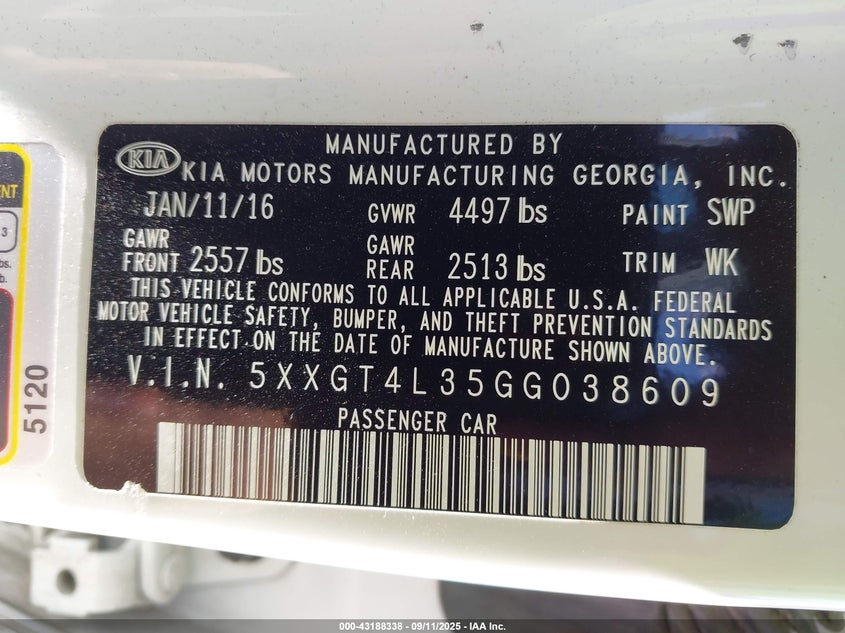 MANUFACTURED BY
KIA KIA MOTORS MANUFACTURING GEORGIA, INC.
JAN/11/16 GVWR 4497 lbs PAINT SWP
GAWR FRONT 2557 lbs GAWR REAR 2513 lbs TRIM WK
THIS VEHICLE CONFORMS TO ALL APPLICABLE U.S.A. FEDERAL
MOTOR VEHICLE SAFETY, BUMPER, AND THEFT PREVENTION STANDARDS
IN EFFECT ON THE DATE OF MANUFACTURE SHOWN ABOVE.
V.I.N. 5XXGT4L35GG038609
PASSENGER CAR
ENT
3
bs.
b.
5120
000-43188338 - 09/11/2025 - IAA Inc.